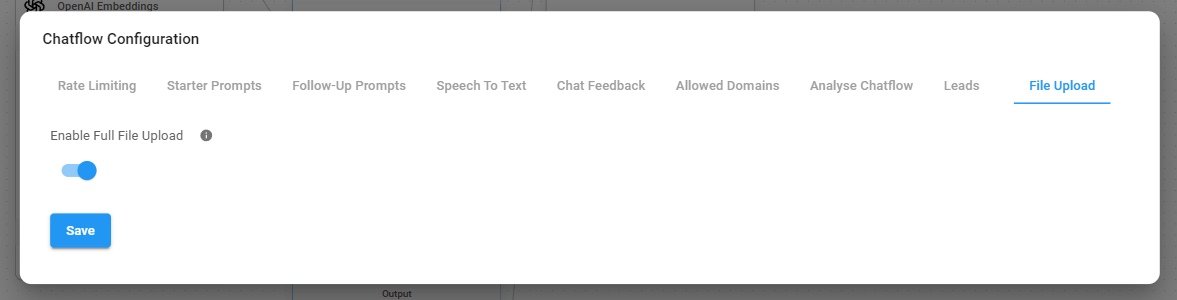 OpenAI Embeddings
Chatflow Configuration
Rate Limiting Starter Prompts Follow-Up Prompts Speech To Text Chat Feedback Allowed Domains Analyse Chatflow Leads File Upload
Enable Full File Upload
Save
Output